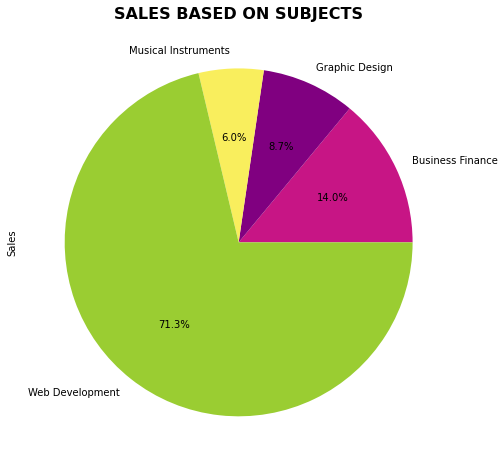 SALES BASED ON SUBJECTS
Musical Instruments
Graphic Design
6.0%
8.7%
Business Finance
14.0%
Sales
71.3%
Web Development